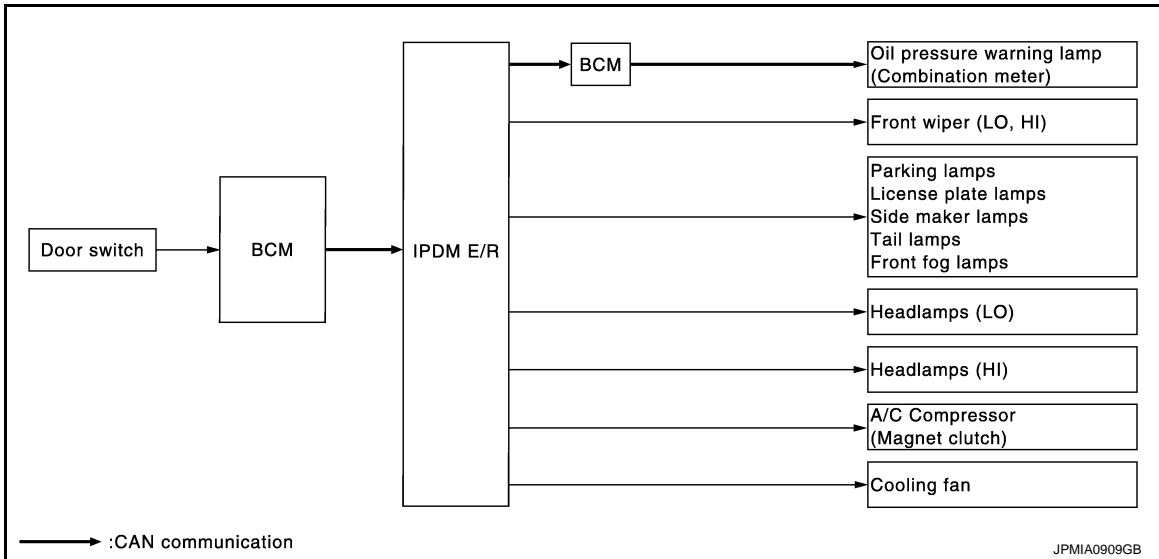 Door switch
BCM
IPDM E/R
BCM
Oil pressure warning lamp
(Combination meter)
Front wiper (LO, HI)
Parking lamps
License plate lamps
Side maker lamps
Tail lamps
Front fog lamps
Headlamps (LO)
Headlamps (HI)
A/C Compressor
(Magnet clutch)
Cooling fan
:CAN communication
JPMIA0909GB